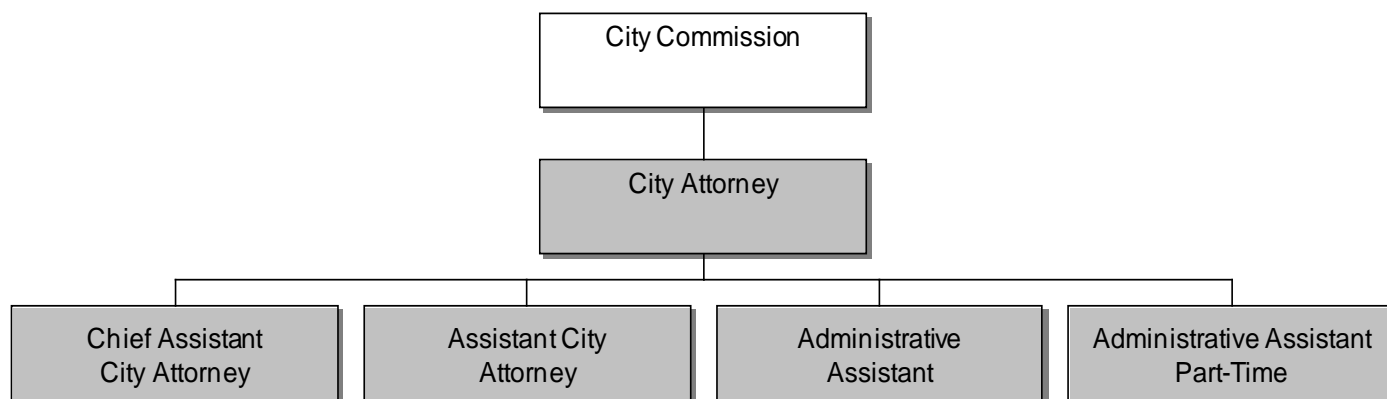 City Commission
City Attorney
Chief Assistant
City Attorney
Assistant City
Attorney
Administrative
Assistant
Administrative Assistant
Part-Time